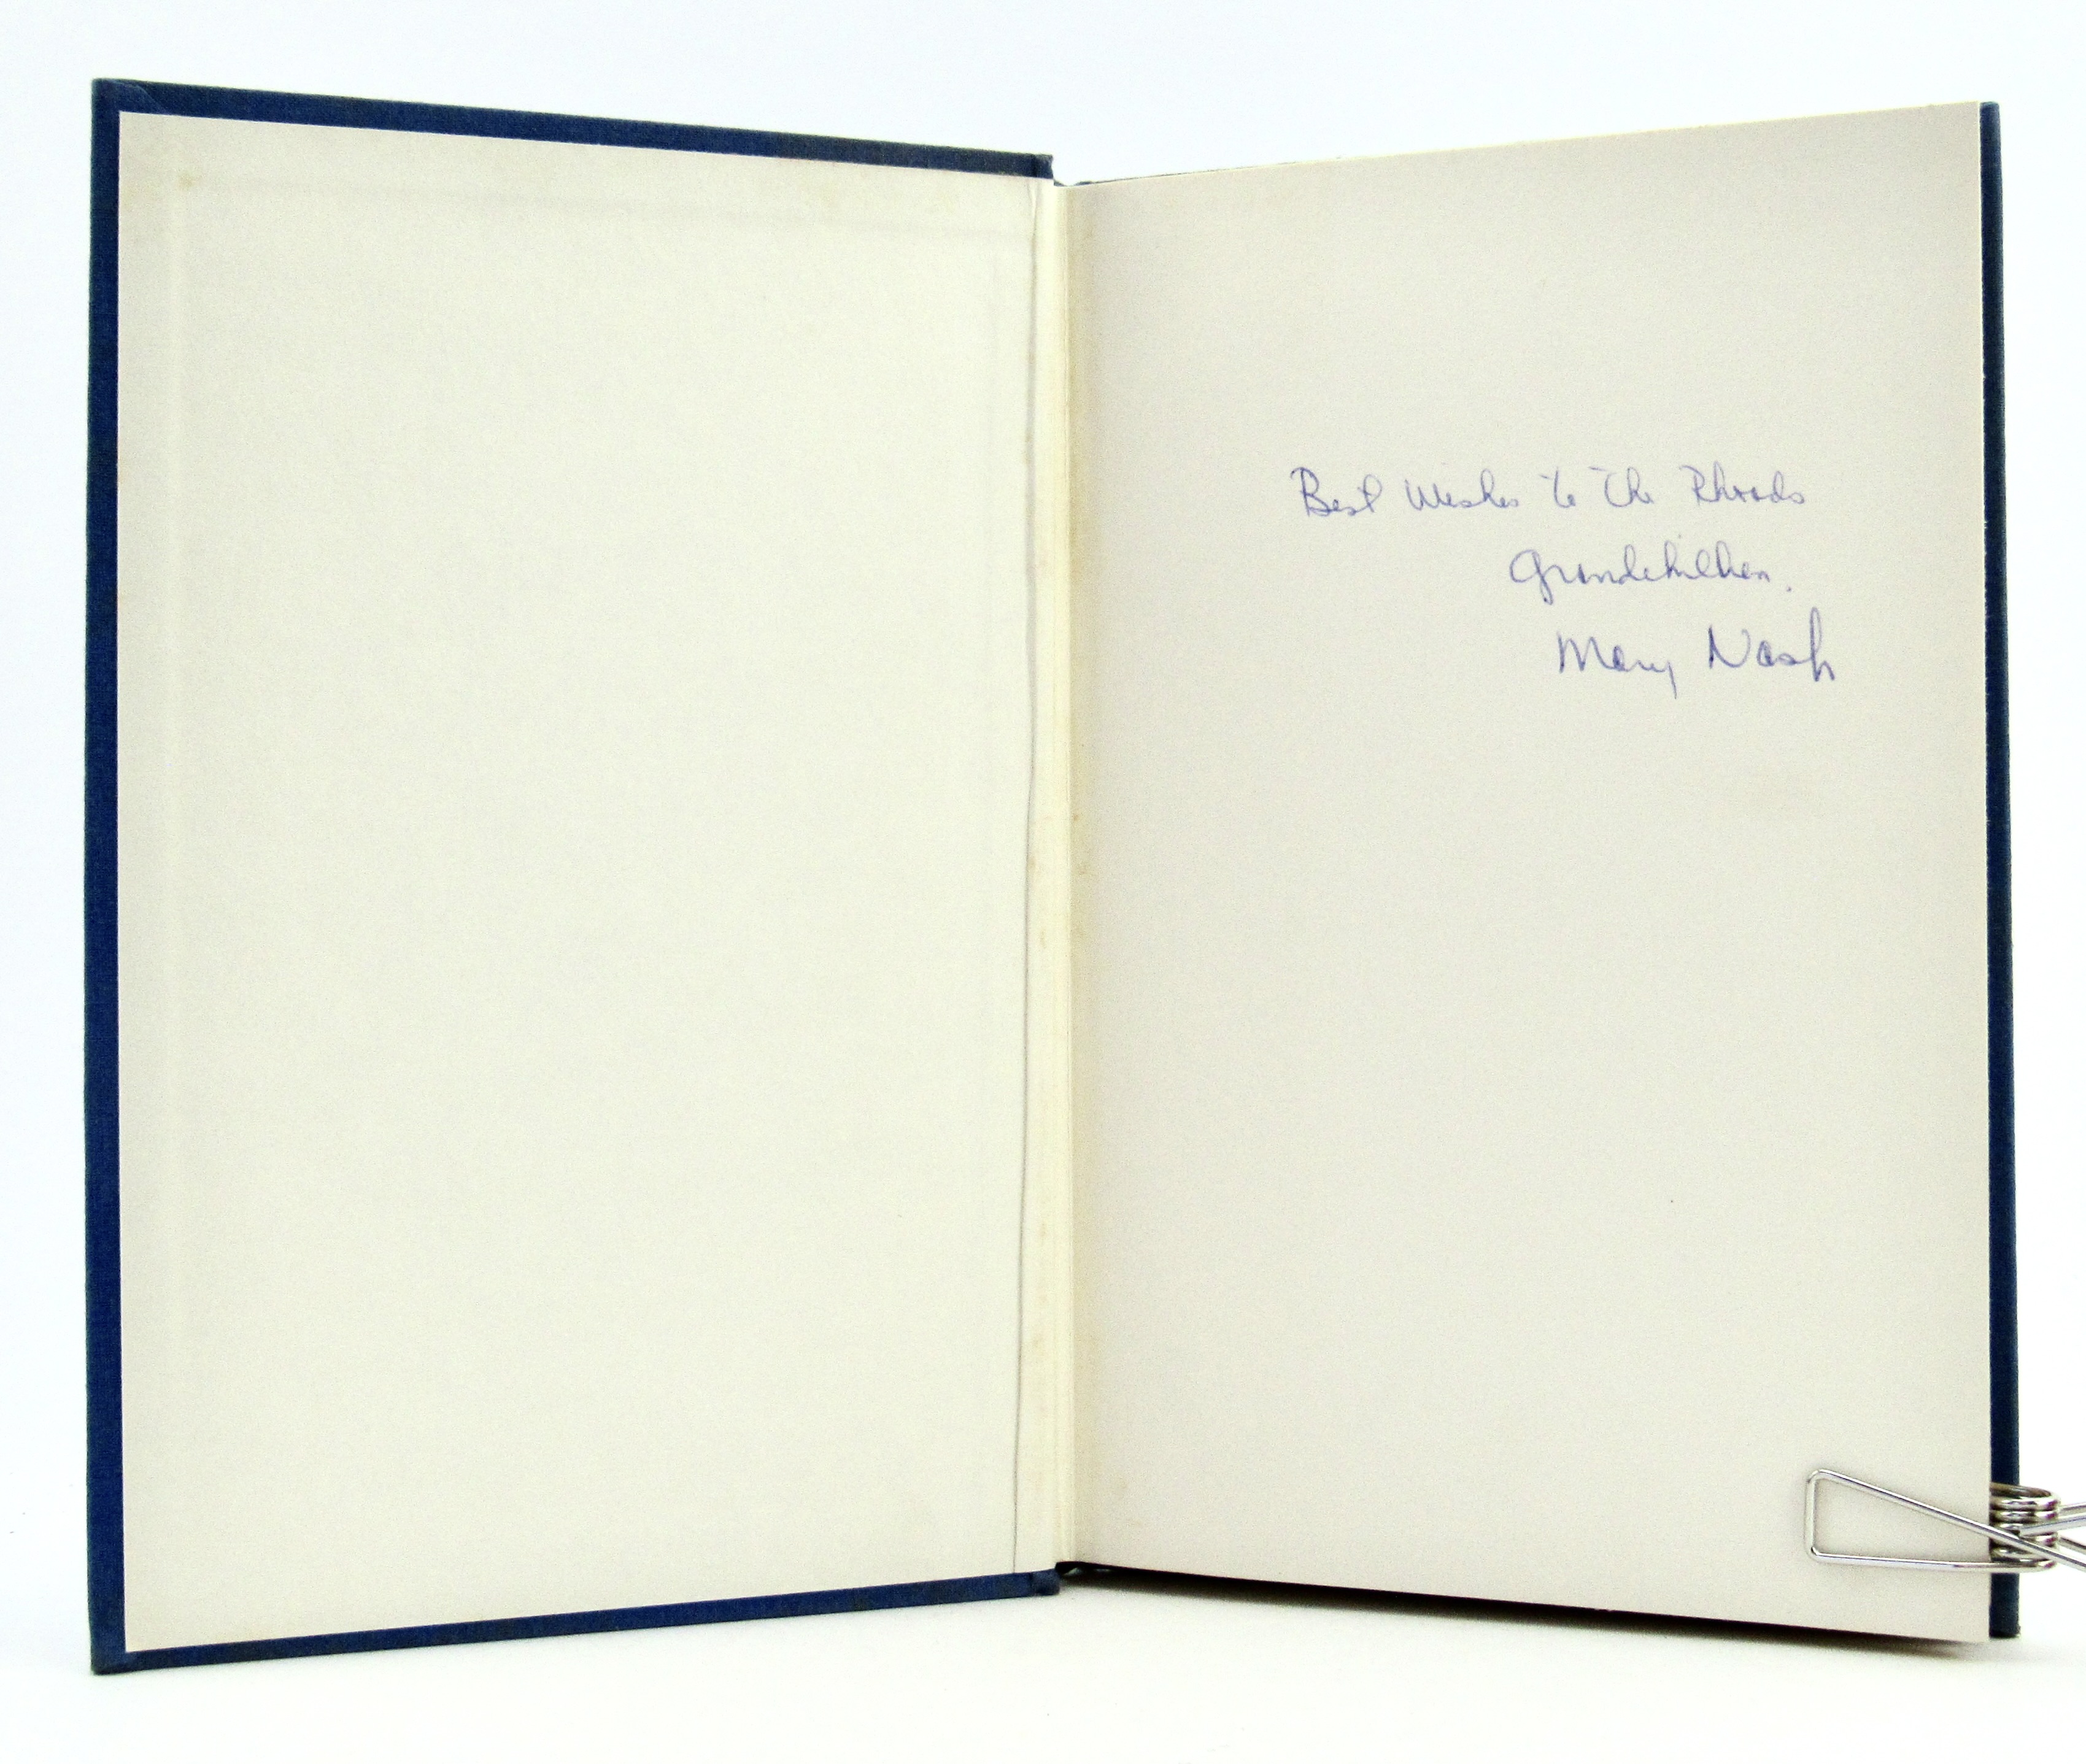 Best Wishes to the Rhoads
Grandchildren.
Mary Nash